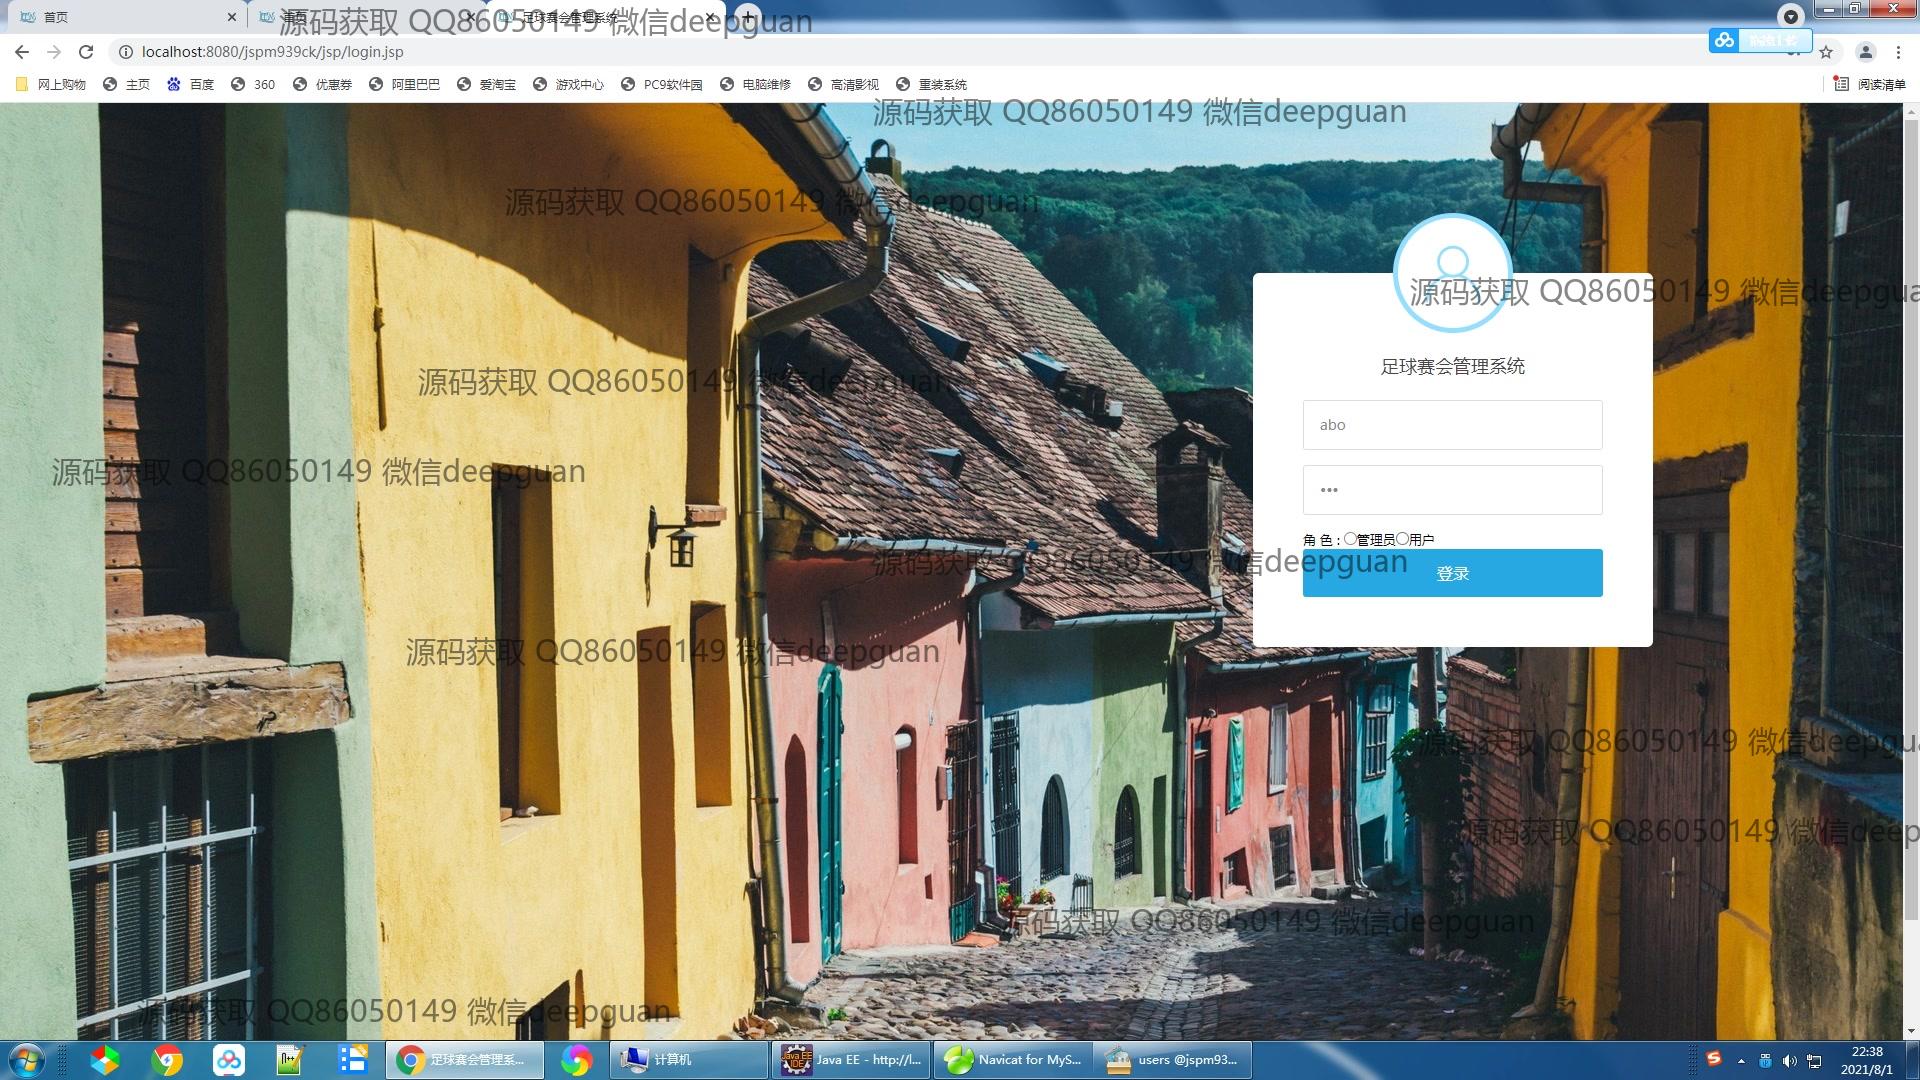 首页
首页
足球赛会管理系统
localhost:8080/jspm939ck/jsp/login.jsp
网上购物 主页 百度 360 优惠券 阿里巴巴 爱淘宝 游戏中心 PC9软件园 电脑维修 高清影视 重装系统 阅读清单
源码获取 QQ86050149 微信deepguan
源码获取 QQ86050149 微信deepguan
源码获取 QQ86050149 微信deepguan
源码获取 QQ86050149 微信deepgua
足球赛会管理系统
源码获取 QQ86050149 微信deepguan
abo
源码获取 QQ86050149 微信deepguan
•••
角 色 : 管理员 用户
源码获取 QQ86050149 微信deepguan
登录
源码获取 QQ86050149 微信deepguan
源码获取 QQ86050149 微信deepgua
源码获取 QQ86050149 微信deep
源码获取 QQ86050149 微信deepguan
源码获取 QQ86050149 微信deepguan
足球赛会管理系... 计算机 Java EE - http://l... Navicat for MyS... users @jspm93... 22:38
2021/8/1